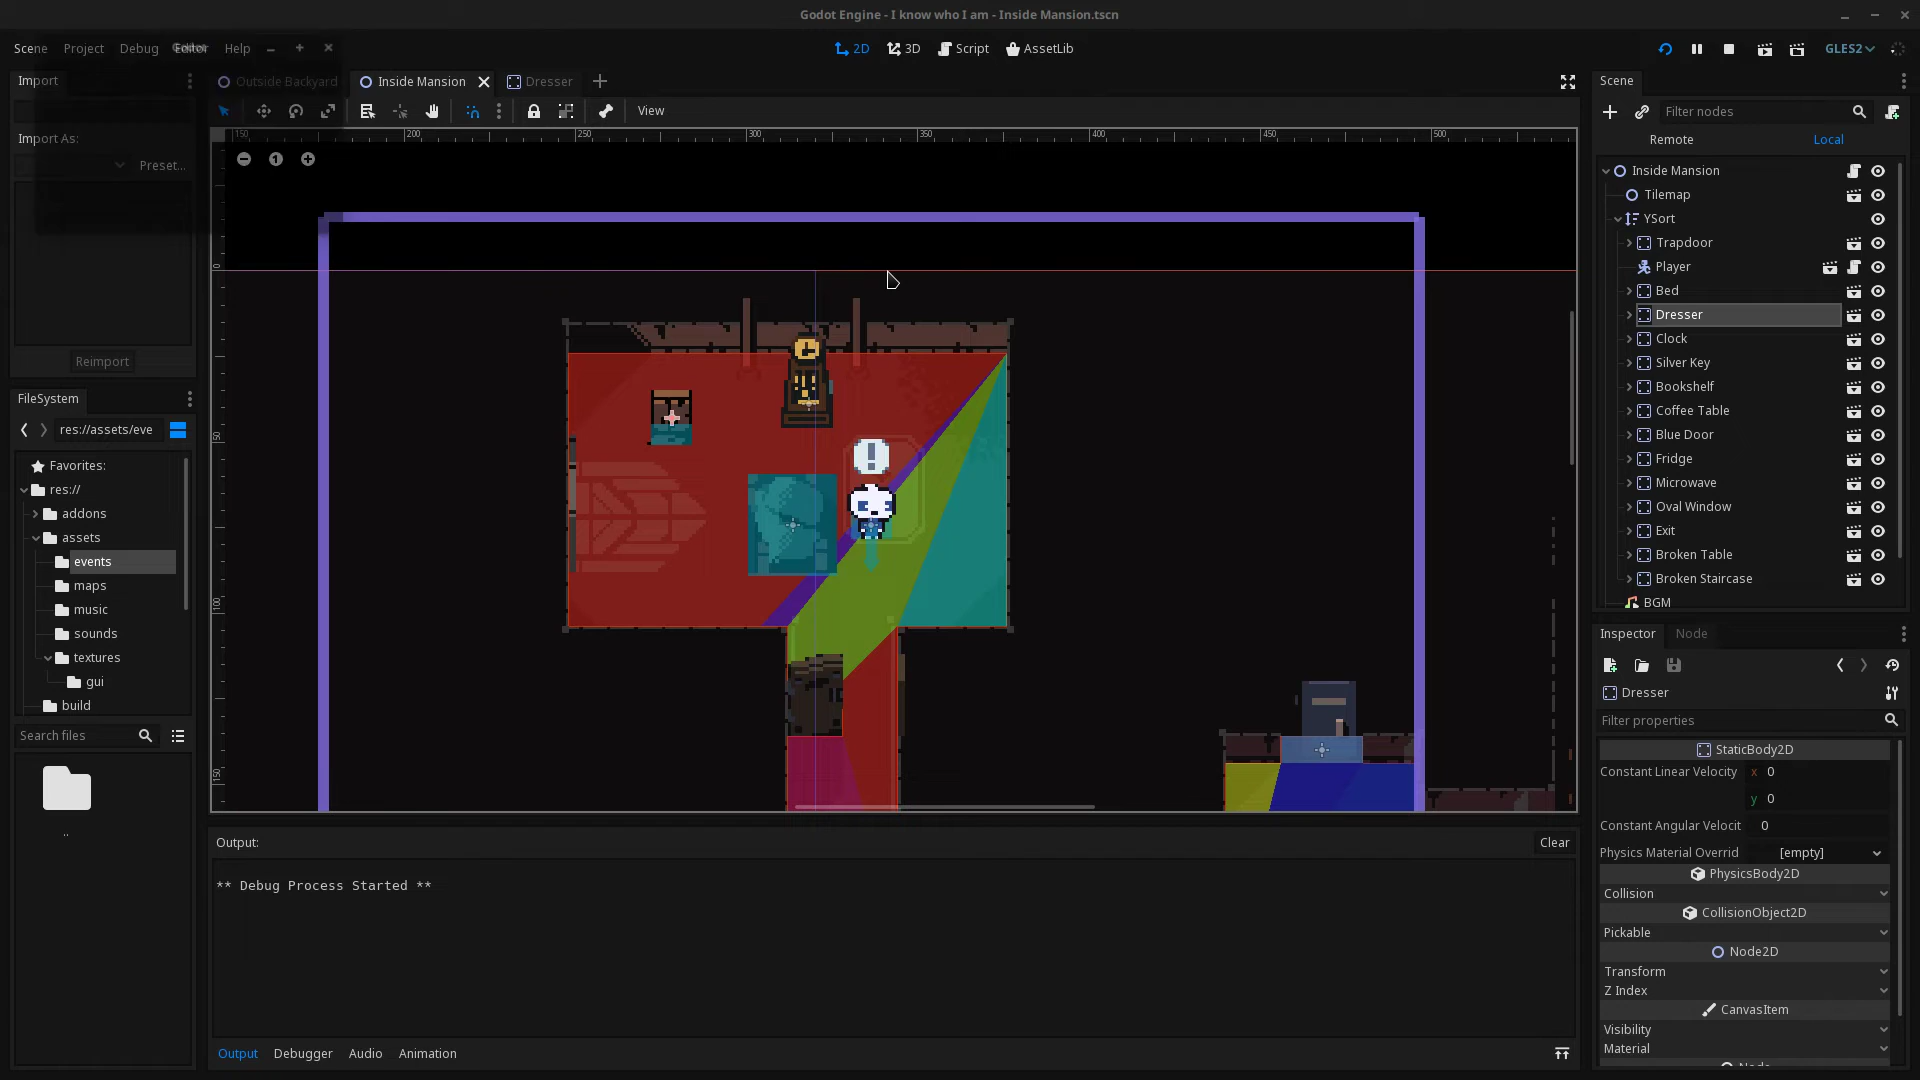 Godot Engine - I know who I am - Inside Mansion.tscn
Scene Project Debug Editor Help
2D 3D Script AssetLib
GLES2
Import
Outside Backyard Inside Mansion Dresser
Scene
View
Filter nodes
Import As:
Remote Local
Preset...
150 200 250 300 350 400 450 500
0
50
100
150
Inside Mansion
Tilemap
YSort
Trapdoor
Player
Bed
Dresser
Clock
Silver Key
Bookshelf
Coffee Table
Blue Door
Fridge
Microwave
Oval Window
Exit
Broken Table
Broken Staircase
BGM
Reimport
FileSystem
res://assets/eve
Favorites:
res://
addons
assets
events
maps
music
sounds
textures
gui
build
Search files
..
Inspector Node
Dresser
Filter properties
StaticBody2D
Constant Linear Velocity x 0
y 0
Constant Angular Velocit 0
Physics Material Overrid [empty]
PhysicsBody2D
Collision
CollisionObject2D
Pickable
Node2D
Transform
Z Index
CanvasItem
Visibility
Material
Output: Clear
** Debug Process Started **
Output Debugger Audio Animation